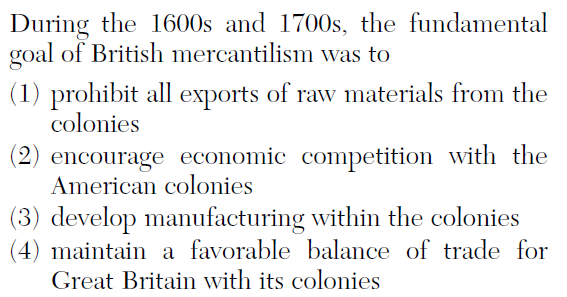 During the 1600s and 1700s, the fundamental
goal of British mercantilism was to
(1) prohibit all exports of raw materials from the
colonies
(2) encourage economic competition with the
American colonies
(3) develop manufacturing within the colonies
(4) maintain a favorable balance of trade for
Great Britain with its colonies